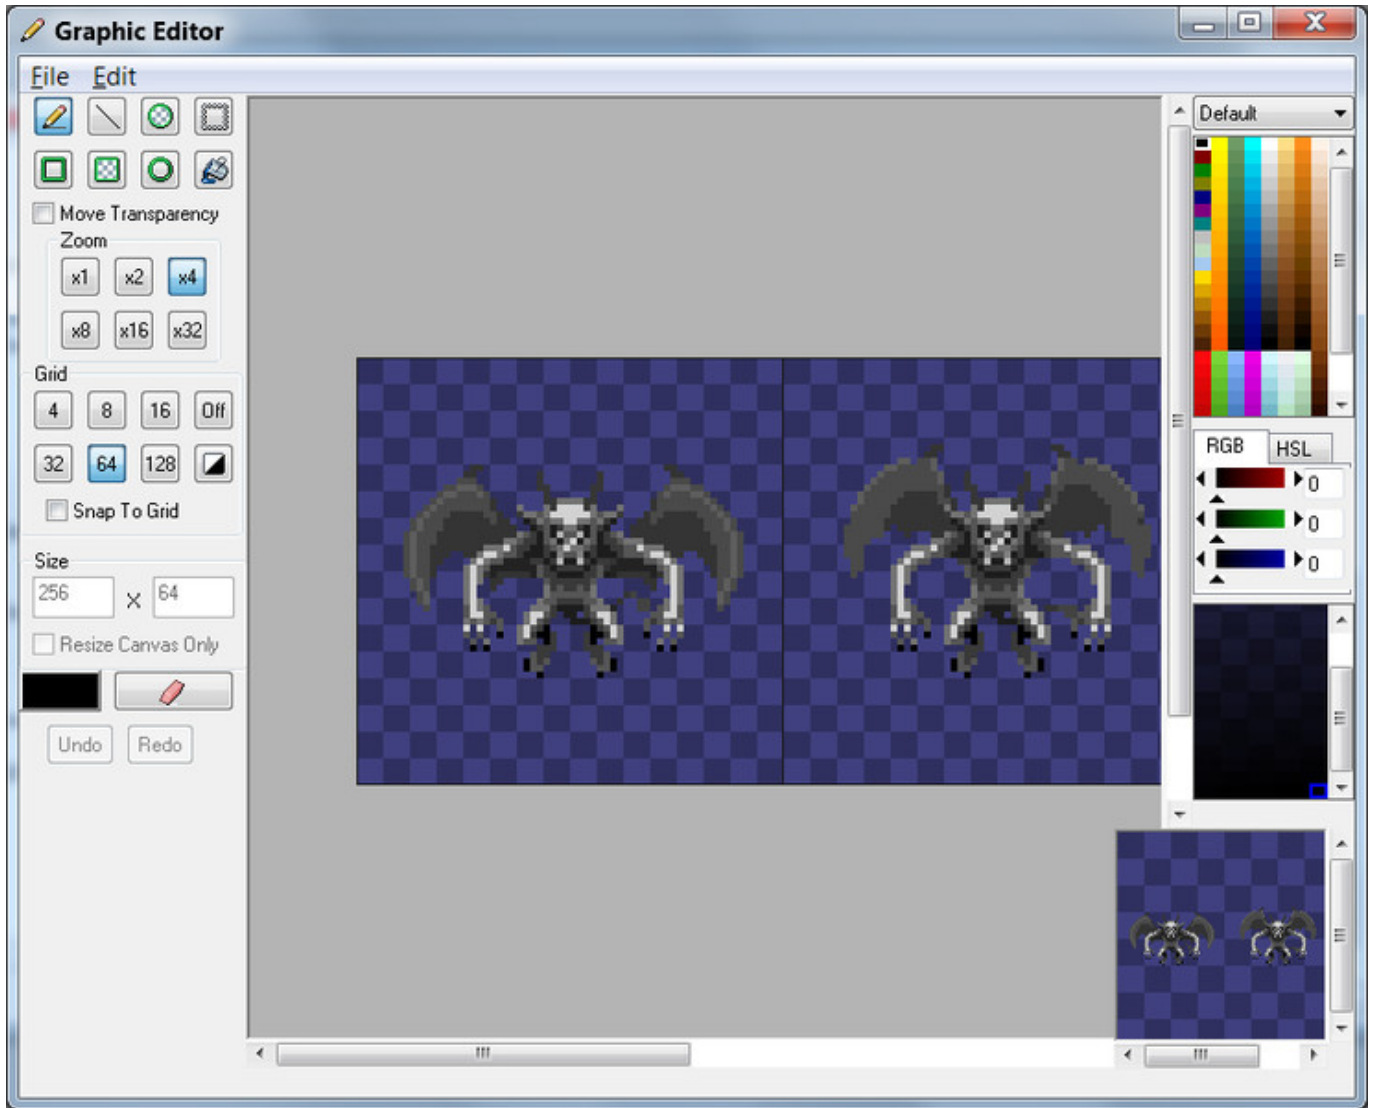 Graphic Editor
File Edit
Default
Move Transparency
Zoom
x1 x2 x4
x8 x16 x32
Grid
4 8 16 Off
32 64 128
Snap To Grid
RGB HSL
0
0
0
Size
256 X 64
Resize Canvas Only
Undo Redo